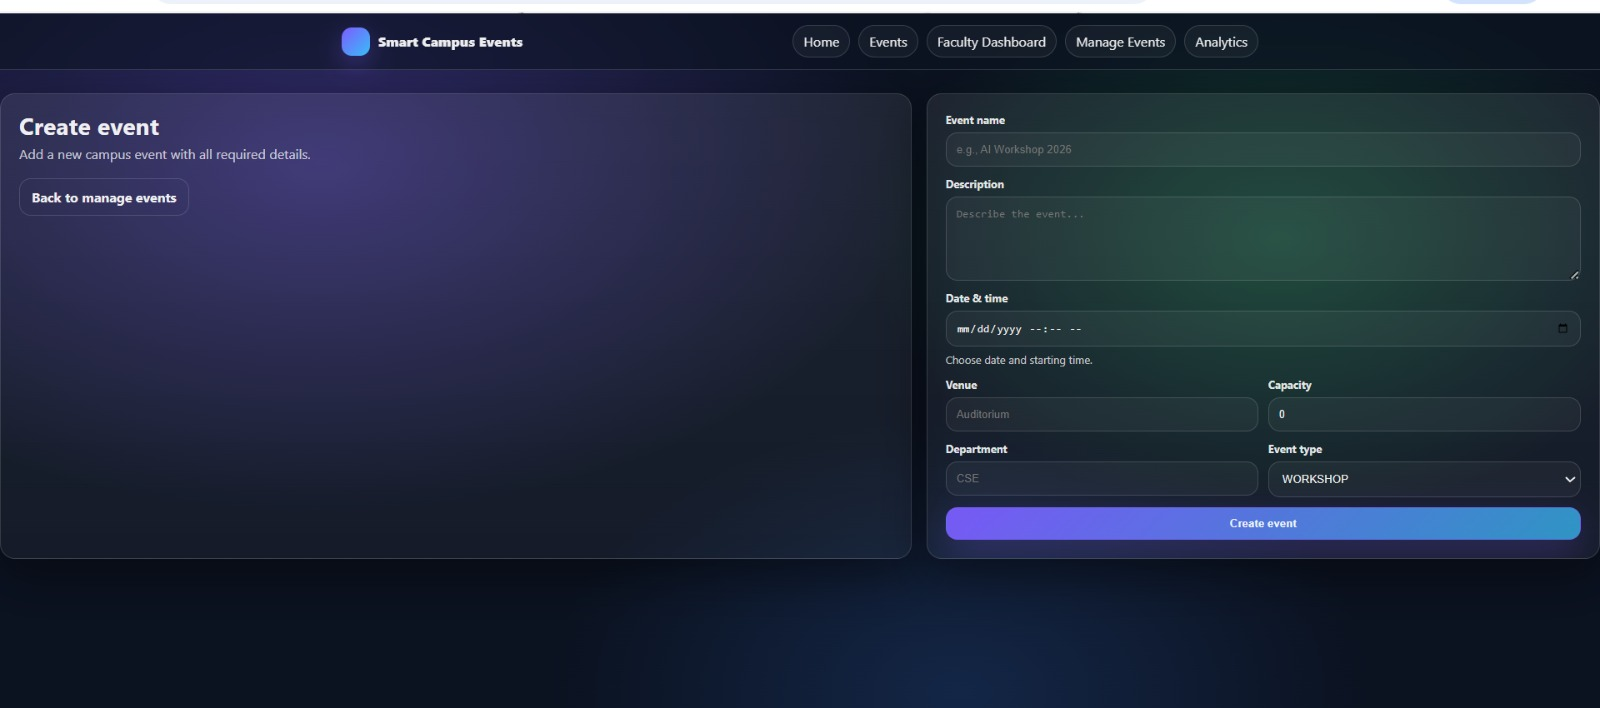 Smart Campus Events
Home
Events
Faculty Dashboard
Manage Events
Analytics
Create event
Add a new campus event with all required details.
Back to manage events
Event name
e.g., AI Workshop 2026
Description
Describe the event...
Date & time
mm/dd/yyyy --:-- --
Choose date and starting time.
Venue
Capacity
Auditorium
0
Department
Event type
CSE
WORKSHOP
Create event